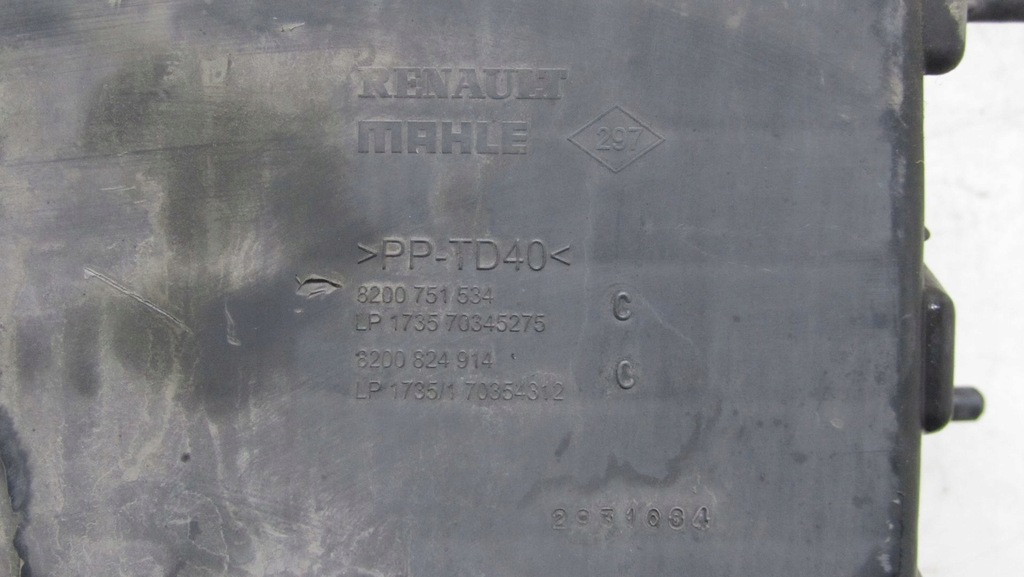 RENAULT
MAHLE
297
>PP-TD40<
8200 751 534 C
LP 1735 70345275
8200 824 914 C
LP 1735/1 70354312